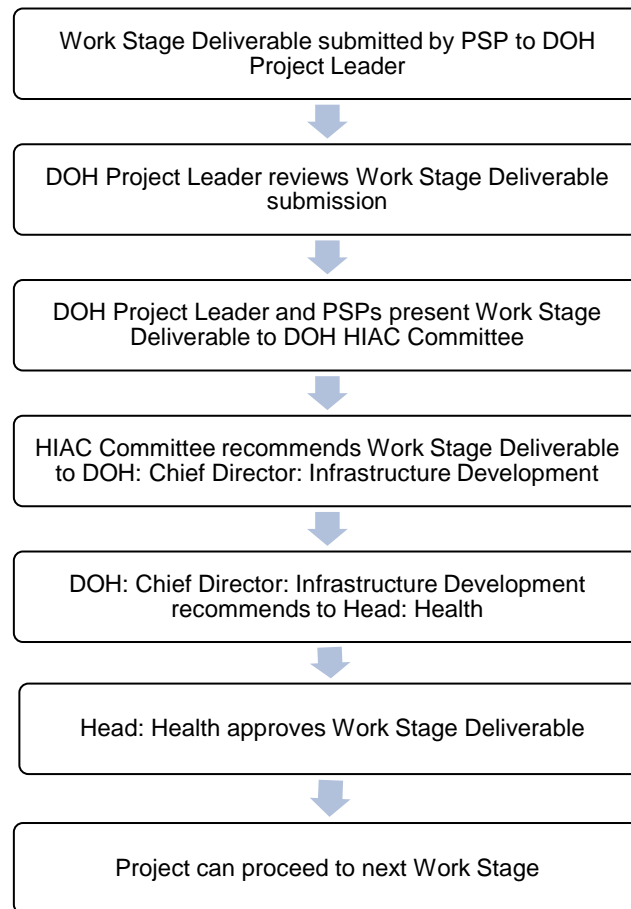 Work Stage Deliverable submitted by PSP to DOH
Project Leader
DOH Project Leader reviews Work Stage Deliverable
submission
DOH Project Leader and PSPs present Work Stage
Deliverable to DOH HIAC Committee
HIAC Committee recommends Work Stage Deliverable
to DOH: Chief Director: Infrastructure Development
DOH: Chief Director: Infrastructure Development
recommends to Head: Health
Head: Health approves Work Stage Deliverable
Project can proceed to next Work Stage